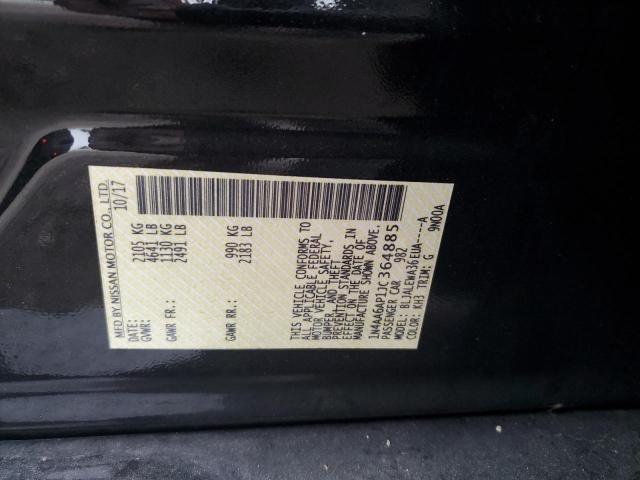 MFD BY NISSAN MOTOR CO., LTD.
DATE: 10/17
GVWR: 2105 KG
4641 LB
GAWR FR.: 1130 KG
2491 LB
GAWR RR.: 990 KG
2183 LB
THIS VEHICLE CONFORMS TO
ALL APPLICABLE FEDERAL
MOTOR VEHICLE SAFETY,
BUMPER, AND THEFT
PREVENTION STANDARDS IN
EFFECT ON THE DATE OF
MANUFACTURE SHOWN ABOVE.
1N4AA6AP1JC364885
PASSENGER CAR 982
MODEL: BLJALEWA36EUA----A
COLOR: KH3 TRIM: G 9N00A